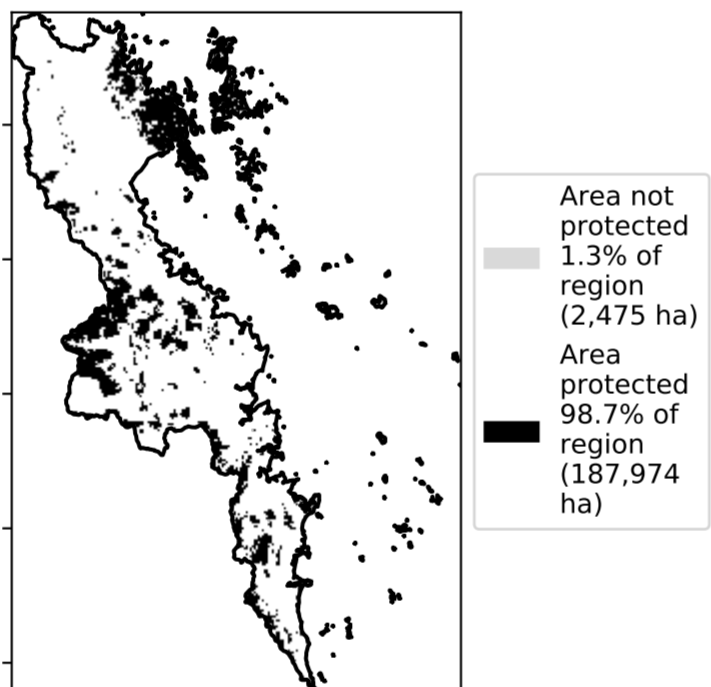 Area not
protected
1.3% of
region
(2,475 ha)
Area
protected
98.7% of
region
(187,974
ha)